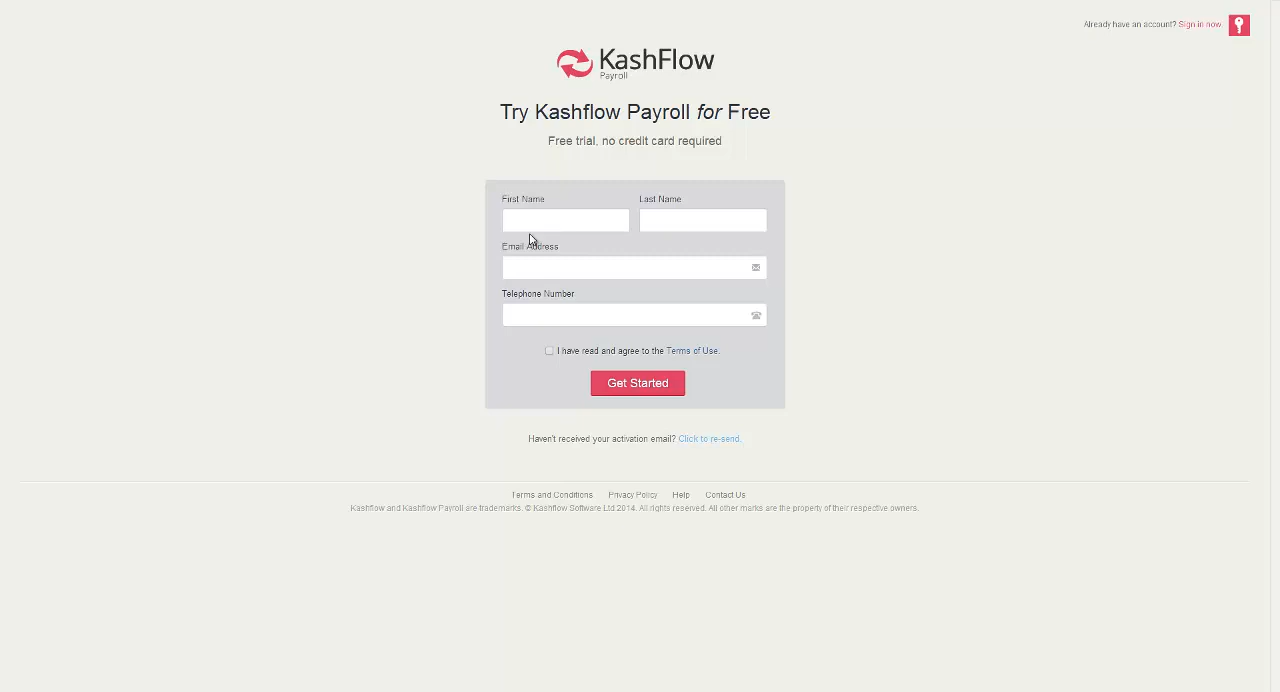 Already have an account? Sign in now
KashFlow
Payroll
Try Kashflow Payroll for Free
Free trial, no credit card required
First Name Last Name
Email Address
Telephone Number
I have read and agree to the Terms of Use.
Get Started
Haven't received your activation email? Click to re-send.
Terms and Conditions Privacy Policy Help Contact Us
Kashflow and Kashflow Payroll are trademarks. © Kashflow Software Ltd 2014. All rights reserved. All other marks are the property of their respective owners.